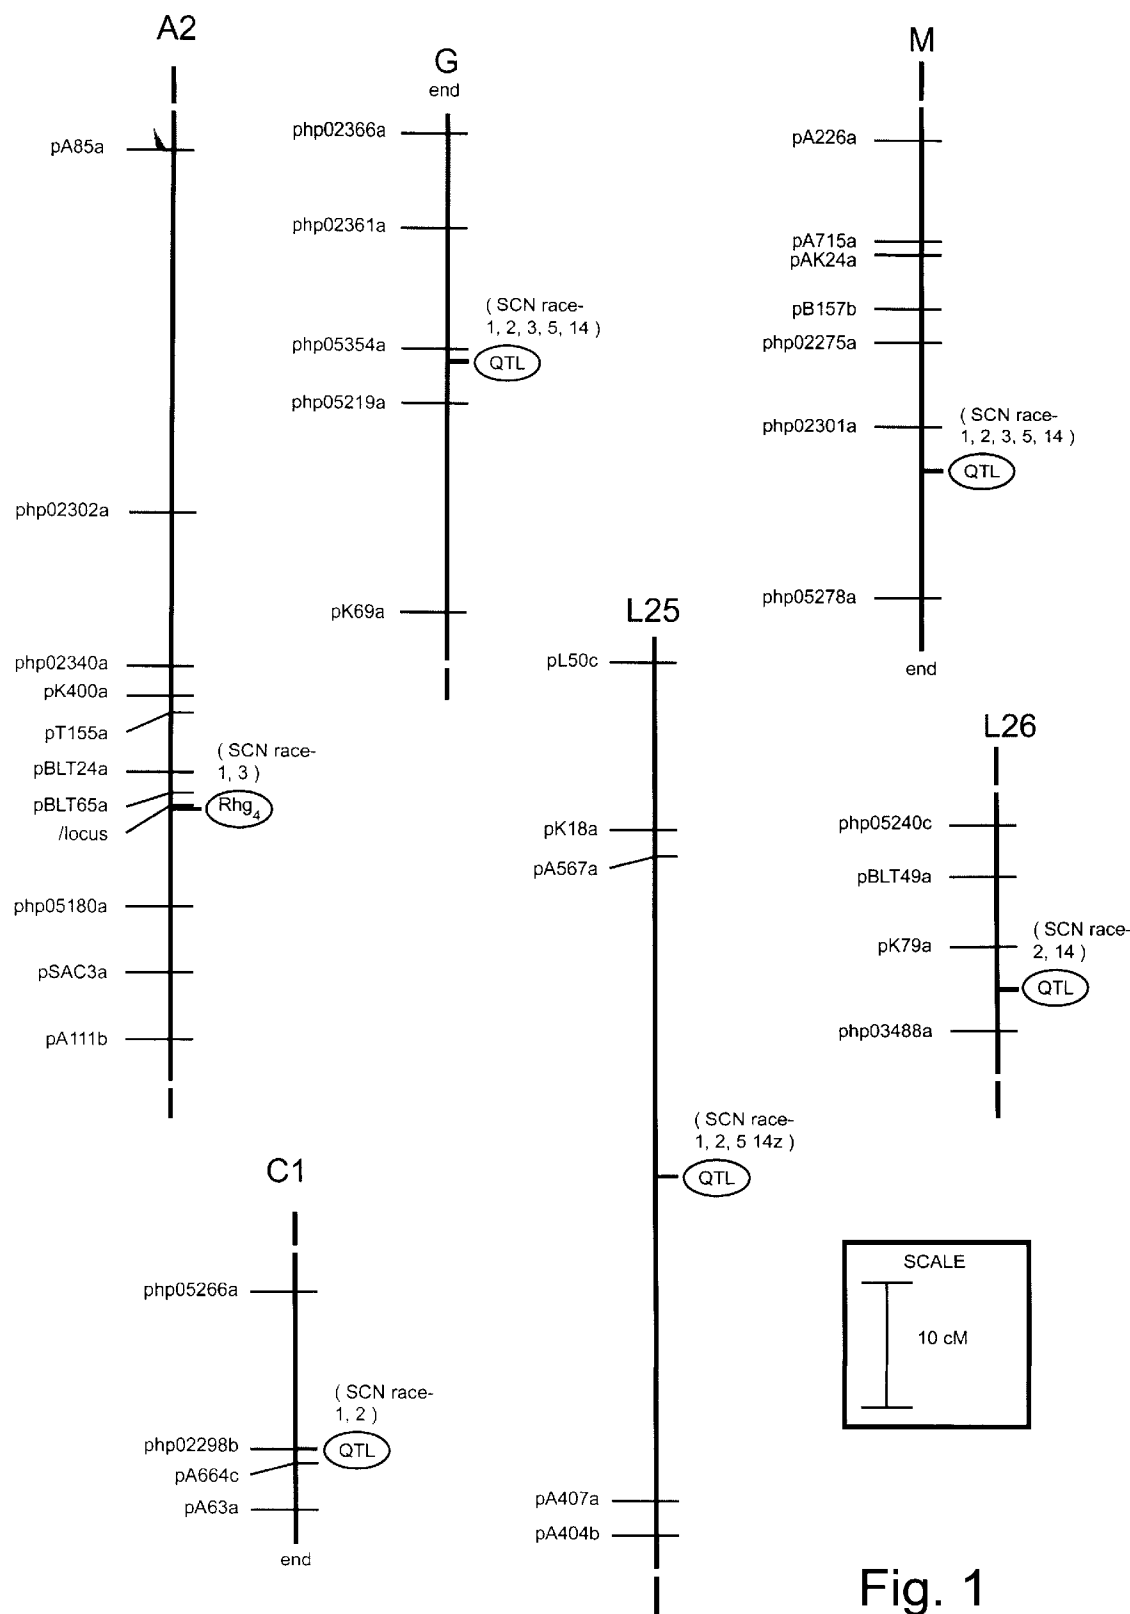 A2
pA85a
php02302a
php02340a
pK400a
pT155a
pBLT24a
pBLT65a
/locus
php05180a
pSAC3a
pA111b
( SCN race-
1, 3 )
Rhg4
G
end
php02366a
php02361a
php05354a
php05219a
pK69a
( SCN race-
1, 2, 3, 5, 14 )
QTL
M
pA226a
pA715a
pAK24a
pB157b
php02275a
php02301a
php05278a
end
( SCN race-
1, 2, 3, 5, 14 )
QTL
L25
pL50c
pK18a
pA567a
pA407a
pA404b
( SCN race-
1, 2, 5 14z )
QTL
L26
php05240c
pBLT49a
pK79a
php03488a
( SCN race-
2, 14 )
QTL
C1
php05266a
php02298b
pA664c
pA63a
end
( SCN race-
1, 2 )
QTL
SCALE
10 cM
Fig. 1